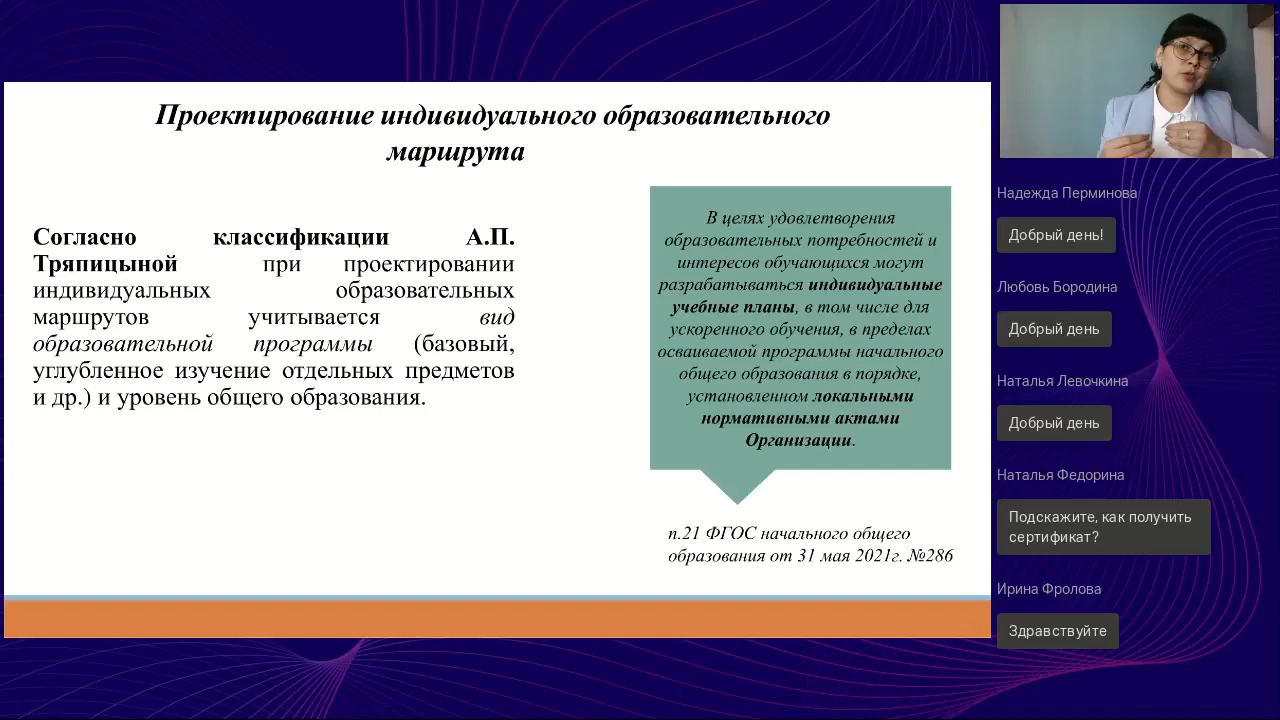 Проектирование индивидуального образовательного
маршрута
Согласно классификации А.П.
Тряпицыной при проектировании
индивидуальных образовательных
маршрутов учитывается вид
образовательной программы (базовый,
углубленное изучение отдельных предметов
и др.) и уровень общего образования.
В целях удовлетворения
образовательных потребностей и
интересов обучающихся могут
разрабатываться индивидуальные
учебные планы, в том числе для
ускоренного обучения, в пределах
осваиваемой программы начального
общего образования в порядке,
установленном локальными
нормативными актами
Организации.
п.21 ФГОС начального общего
образования от 31 мая 2021г. №286
Надежда Перминова
Добрый день!
Любовь Бородина
Добрый день
Наталья Левочкина
Добрый день
Наталья Федорина
Подскажите, как получить
сертификат?
Ирина Фролова
Здравствуйте